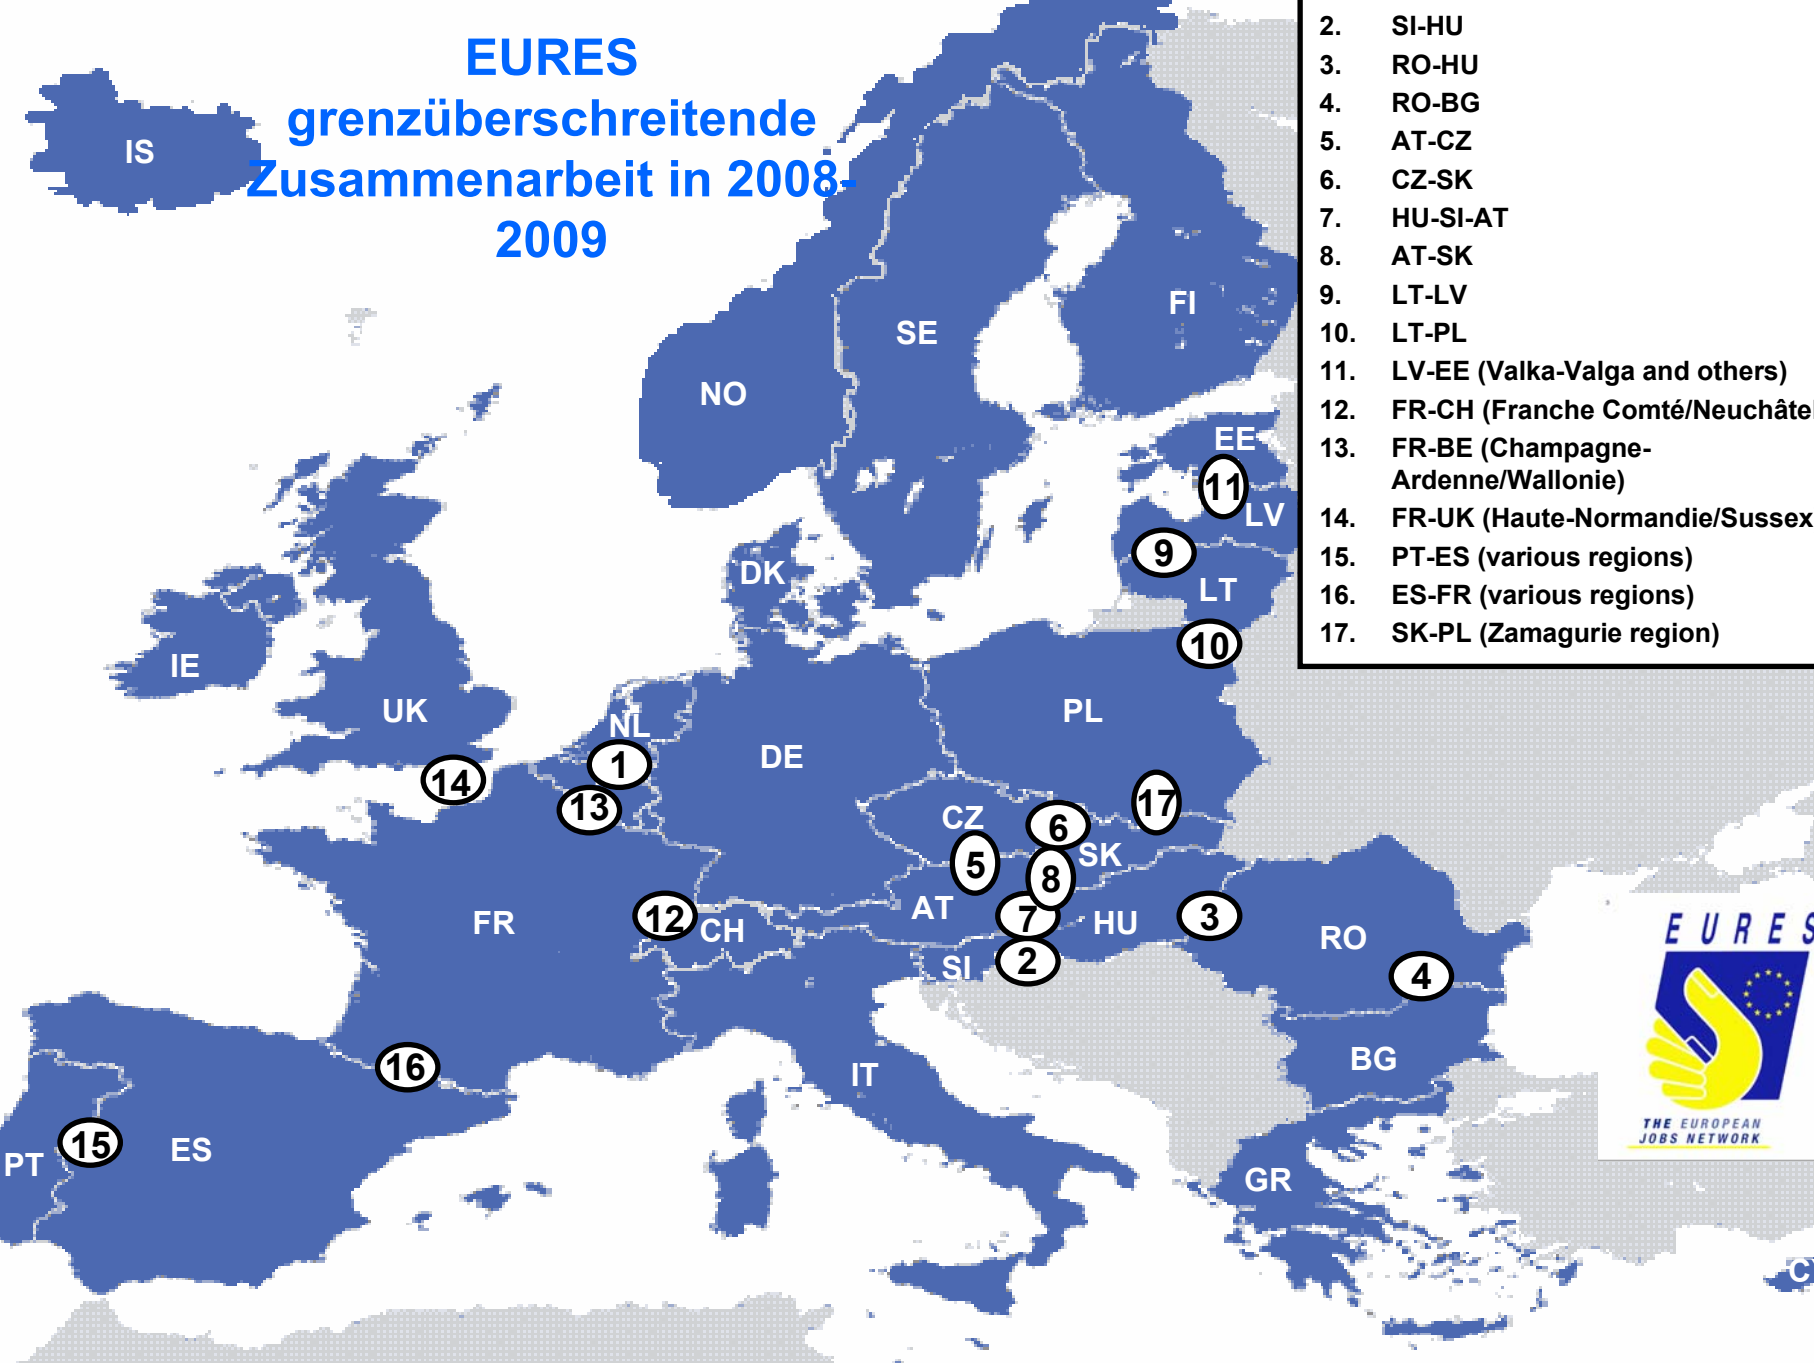 EURES
grenzüberschreitende
Zusammenarbeit in 2008-
2009
2. SI-HU
3. RO-HU
4. RO-BG
5. AT-CZ
6. CZ-SK
7. HU-SI-AT
8. AT-SK
9. LT-LV
10. LT-PL
11. LV-EE (Valka-Valga and others)
12. FR-CH (Franche Comté/Neuchâtel
13. FR-BE (Champagne-
Ardenne/Wallonie)
14. FR-UK (Haute-Normandie/Sussex
15. PT-ES (various regions)
16. ES-FR (various regions)
17. SK-PL (Zamagurie region)
IS
FI
SE
NO
EE
11
LV
9
DK
LT
10
IE
UK
NL
PL
DE
1
14
13
17
CZ
6
5
SK
8
AT
12
FR
CH
7
HU
3
RO
SI
2
4
BG
16
IT
15
ES
PT
GR
C
EURES
THE EUROPEAN
JOBS NETWORK